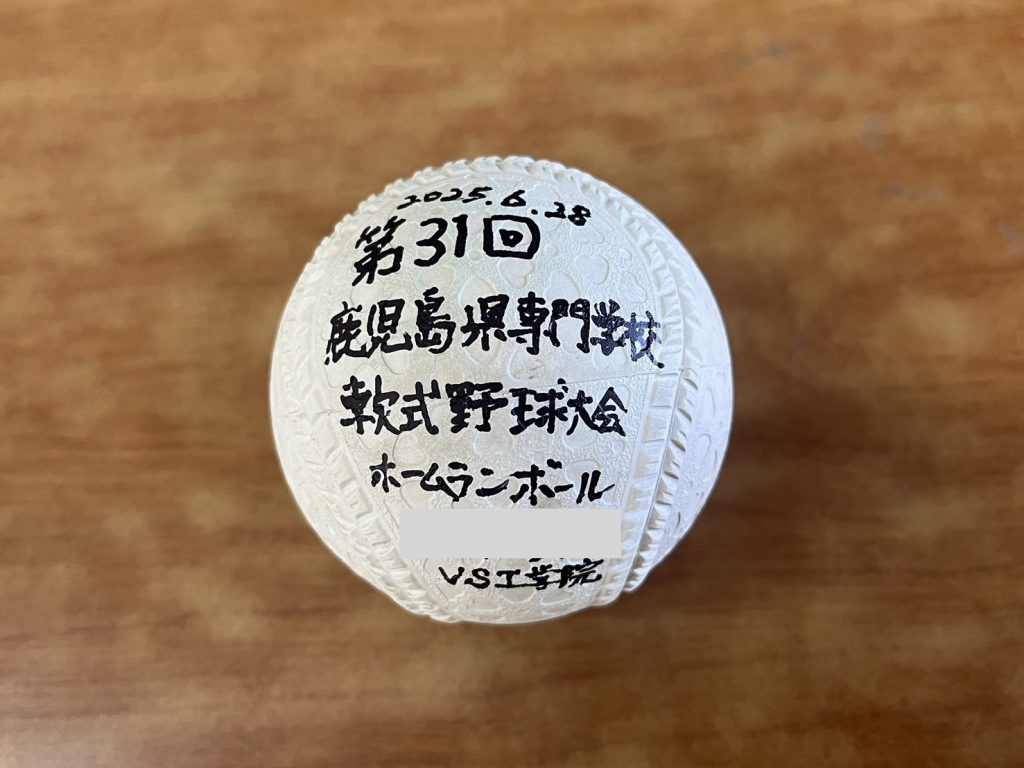 2025.6.28
第31回
鹿児島県専門学校
軟式野球大会
ホームランボール
VS工学院